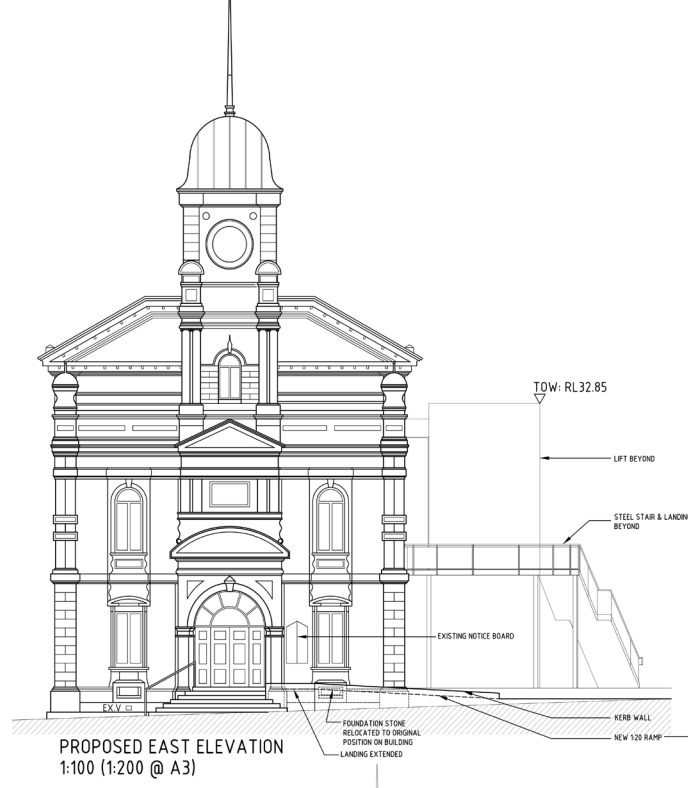 TOW: RL32.85
LIFT BEYOND
STEEL STAIR & LANDING
BEYOND
EXISTING NOTICE BOARD
EX.V
FOUNDATION STONE
RELOCATED TO ORIGINAL
POSITION ON BUILDING
LANDING EXTENDED
KERB WALL
NEW 1:20 RAMP
PROPOSED EAST ELEVATION
1:100 (1:200 @ A3)